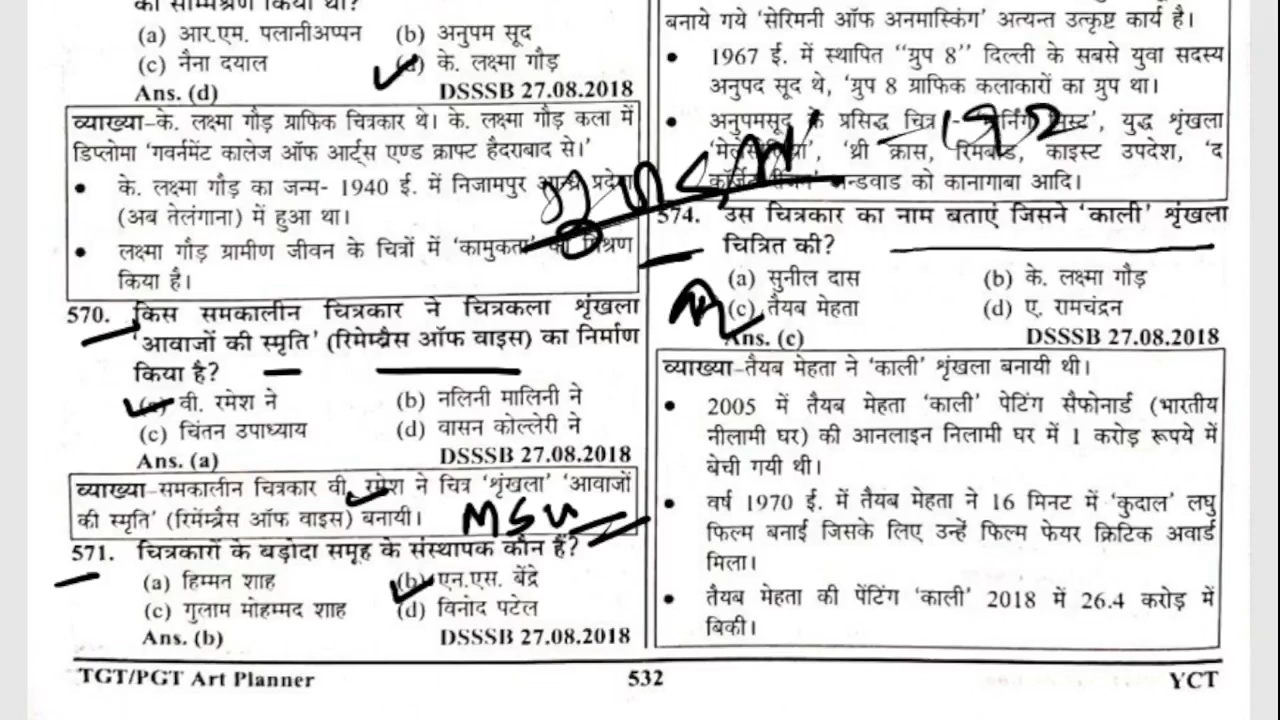 का सम्मिश्रण किया था?
(a) आर.एम. पलानीअप्पन (b) अनुपम सूद
(c) नैना दयाल (d) के. लक्ष्मा गौड़
Ans. (d) DSSSB 27.08.2018
व्याख्या–के. लक्ष्मा गौड़ ग्राफिक चित्रकार थे। के. लक्ष्मा गौड़ कला में
डिप्लोमा 'गवर्नमेंट कालेज ऑफ आर्ट्स एण्ड क्राफ्ट हैदराबाद से।'
• के. लक्ष्मा गौड़ का जन्म- 1940 ई. में निजामपुर आन्ध्र प्रदेश
(अब तेलंगाना) में हुआ था।
• लक्ष्मा गौड़ ग्रामीण जीवन के चित्रों में 'कामुकता' का मिश्रण
किया है।
570. किस समकालीन चित्रकार ने चित्रकला शृंखला
'आवाजों की स्मृति' (रिमेम्ब्रैस ऑफ वाइस) का निर्माण
किया है?
(a) वी. रमेश ने (b) नलिनी मालिनी ने
(c) चिंतन उपाध्याय (d) वासन कोल्लेरी ने
Ans. (a) DSSSB 27.08.2018
व्याख्या–समकालीन चित्रकार वी. रमेश ने चित्र 'शृंखला' 'आवाजों
की स्मृति' (रिमेंम्ब्रैस ऑफ वाइस) बनायी। MSU
571. चित्रकारों के बड़ोदा समूह के संस्थापक कौन हैं?
(a) हिम्मत शाह (b) एन.एस. बेंद्रे
(c) गुलाम मोहम्मद शाह (d) विनोद पटेल
Ans. (b) DSSSB 27.08.2018
बनाये गये 'सेरिमनी ऑफ अनमास्किंग' अत्यन्त उत्कृष्ट कार्य है।
• 1967 ई. में स्थापित "ग्रुप 8" दिल्ली के सबसे युवा सदस्य
अनुपद सूद थे, 'ग्रुप 8 ग्राफिक कलाकारों का ग्रुप था।
• अनुपमसूद के प्रसिद्ध चित्र युद्ध शृंखला
'थ्री क्रास, काइस्ट उपदेश, 'द
को कानागाबा आदि।
574. उस चित्रकार का नाम बताएं जिसने 'काली' शृंखला
चित्रित की?
(a) सुनील दास (b) के. लक्ष्मा गौड़
(c) तैयब मेहता (d) ए. रामचंद्रन
Ans. (c) DSSSB 27.08.2018
व्याख्या–तैयब मेहता ने 'काली' शृंखला बनायी थी।
• 2005 में तैयब मेहता 'काली' पेटिंग सैफोनार्ड (भारतीय
नीलामी घर) की आनलाइन निलामी घर में 1 करोड़ रूपये में
बेची गयी थी।
• वर्ष 1970 ई. में तैयब मेहता ने 16 मिनट में 'कुदाल' लघु
फिल्म बनाई जिसके लिए उन्हें फिल्म फेयर क्रिटिक अवार्ड
मिला।
• तैयब मेहता की पेंटिंग 'काली' 2018 में 26.4 करोड़ में
बिकी।
TGT/PGT Art Planner 532 YCT